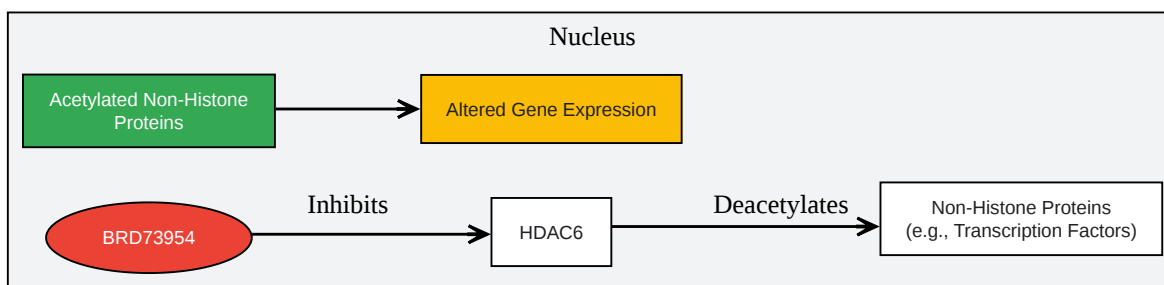 Nucleus
Acetylated Non-Histone
Proteins
Altered Gene Expression
Inhibits
Deacetylates
BRD73954
HDAC6
Non-Histone Proteins
(e.g., Transcription Factors)